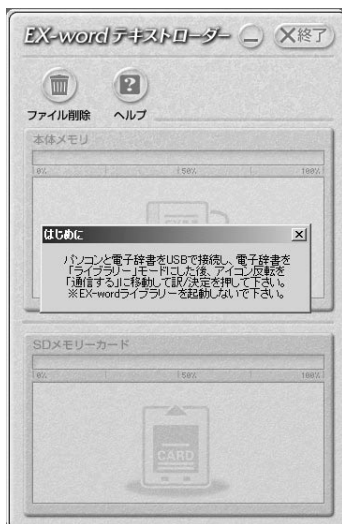 EX-word テキストローダー
終了
ファイル削除 ヘルプ
本体メモリ
0% 50% 100%
はじめに
パソコンと電子辞書をUSBで接続し、電子辞書を
「ライブラリー」モードにした後、アイコン反転を
「通信する」に移動して訳/決定を押して下さい。
※EX-wordライブラリーを起動しないで下さい。
SDメモリーカード
0% 50% 100%
CARD